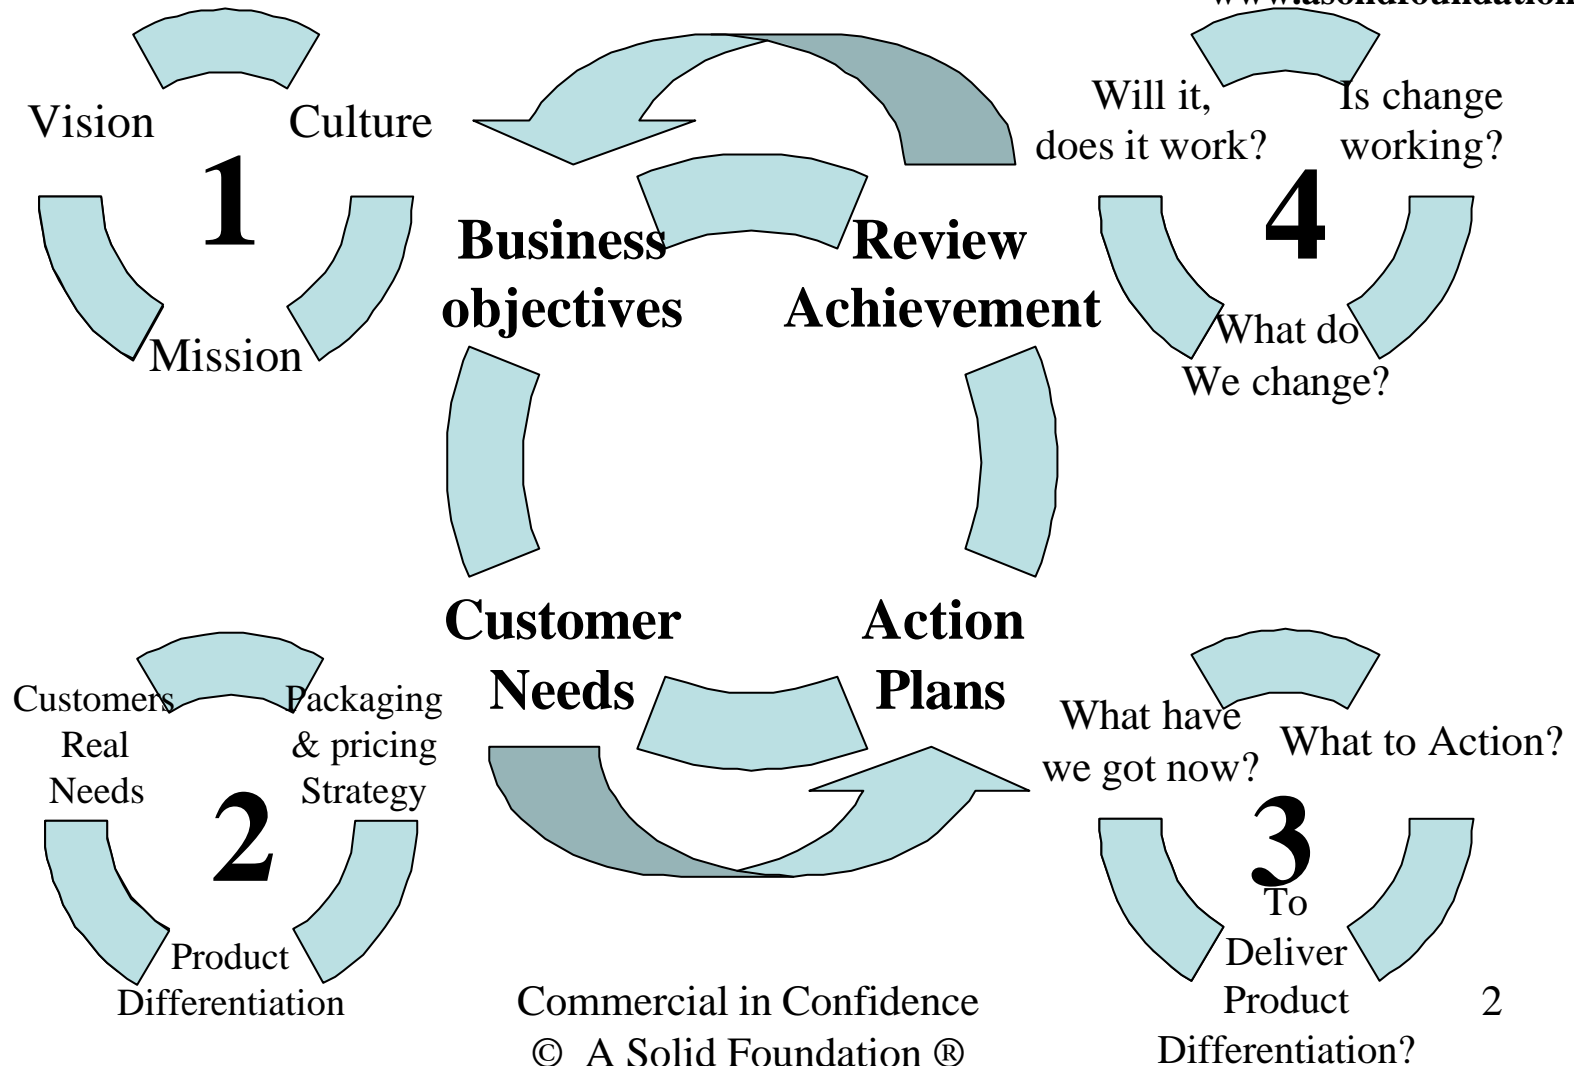 www.asolidfoundation
Vision
Culture
1
Mission
Business
objectives
Review
Achievement
Will it,
does it work?
Is change
working?
4
What do
We change?
Customer
Needs
Action
Plans
Customers
Real
Needs
Packaging
& pricing
Strategy
2
Product
Differentiation
What have
we got now?
What to Action?
3
To
Deliver
Product
Differentiation?
Commercial in Confidence
© A Solid Foundation ®
2